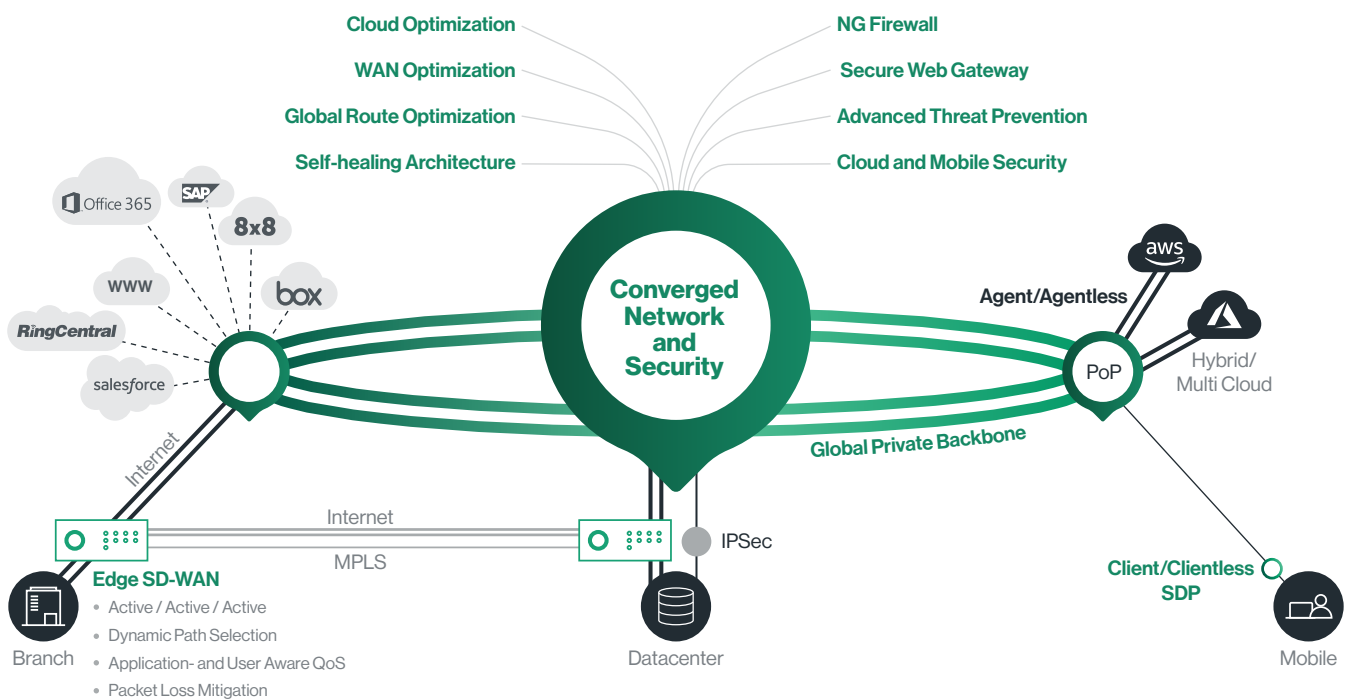 Cloud Optimization
WAN Optimization
Global Route Optimization
Self-healing Architecture
NG Firewall
Secure Web Gateway
Advanced Threat Prevention
Cloud and Mobile Security
Office 365
SAP
8x8
www
box
RingCentral
salesforce
Converged
Network
and
Security
aws
Agent/Agentless
PoP
Hybrid/
Multi Cloud
Global Private Backbone
Internet
Internet
MPLS
IPSec
Edge SD-WAN
• Active / Active / Active
• Dynamic Path Selection
• Application- and User Aware QoS
• Packet Loss Mitigation
Branch
Datacenter
Client/Clientless
SDP
Mobile